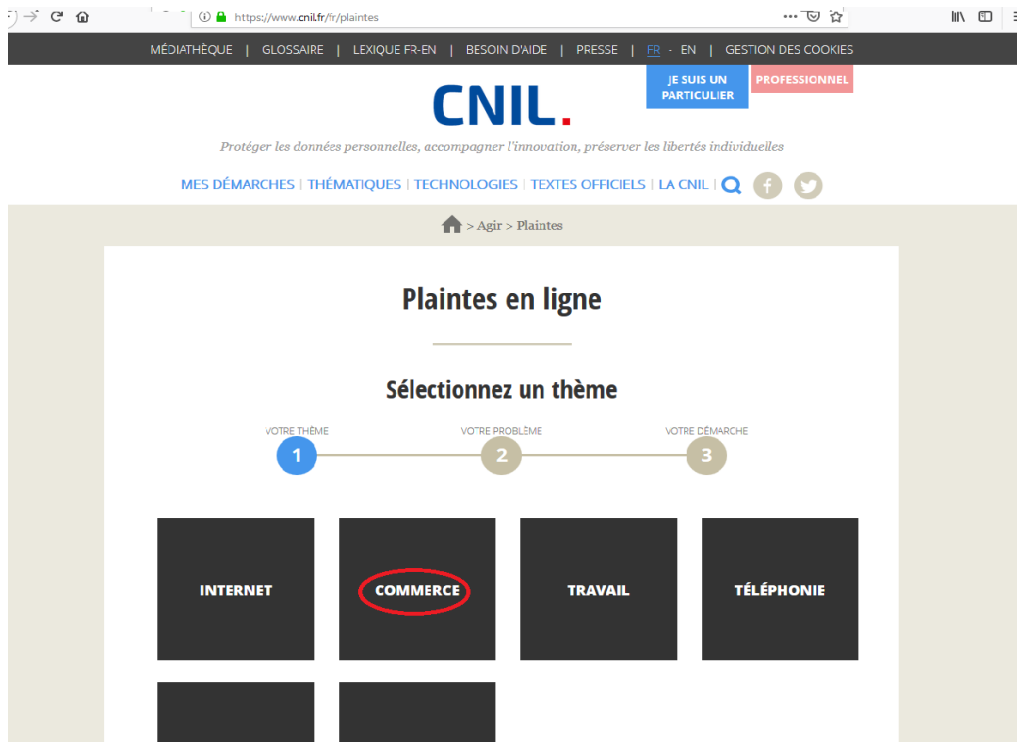 https://www.cnil.fr/fr/plaintes
MÉDIATHÈQUE | GLOSSAIRE | LEXIQUE FR-EN | BESOIN D'AIDE | PRESSE | FR - EN | GESTION DES COOKIES
JE SUIS UN PARTICULIER
PROFESSIONNEL
CNIL.
Protéger les données personnelles, accompagner l'innovation, préserver les libertés individuelles
MES DÉMARCHES | THÉMATIQUES | TECHNOLOGIES | TEXTES OFFICIELS | LA CNIL |
> Agir > Plaintes
Plaintes en ligne
Sélectionnez un thème
VOTRE THÈME VOTRE PROBLÈME VOTRE DÉMARCHE
1 2 3
INTERNET COMMERCE TRAVAIL TÉLÉPHONIE